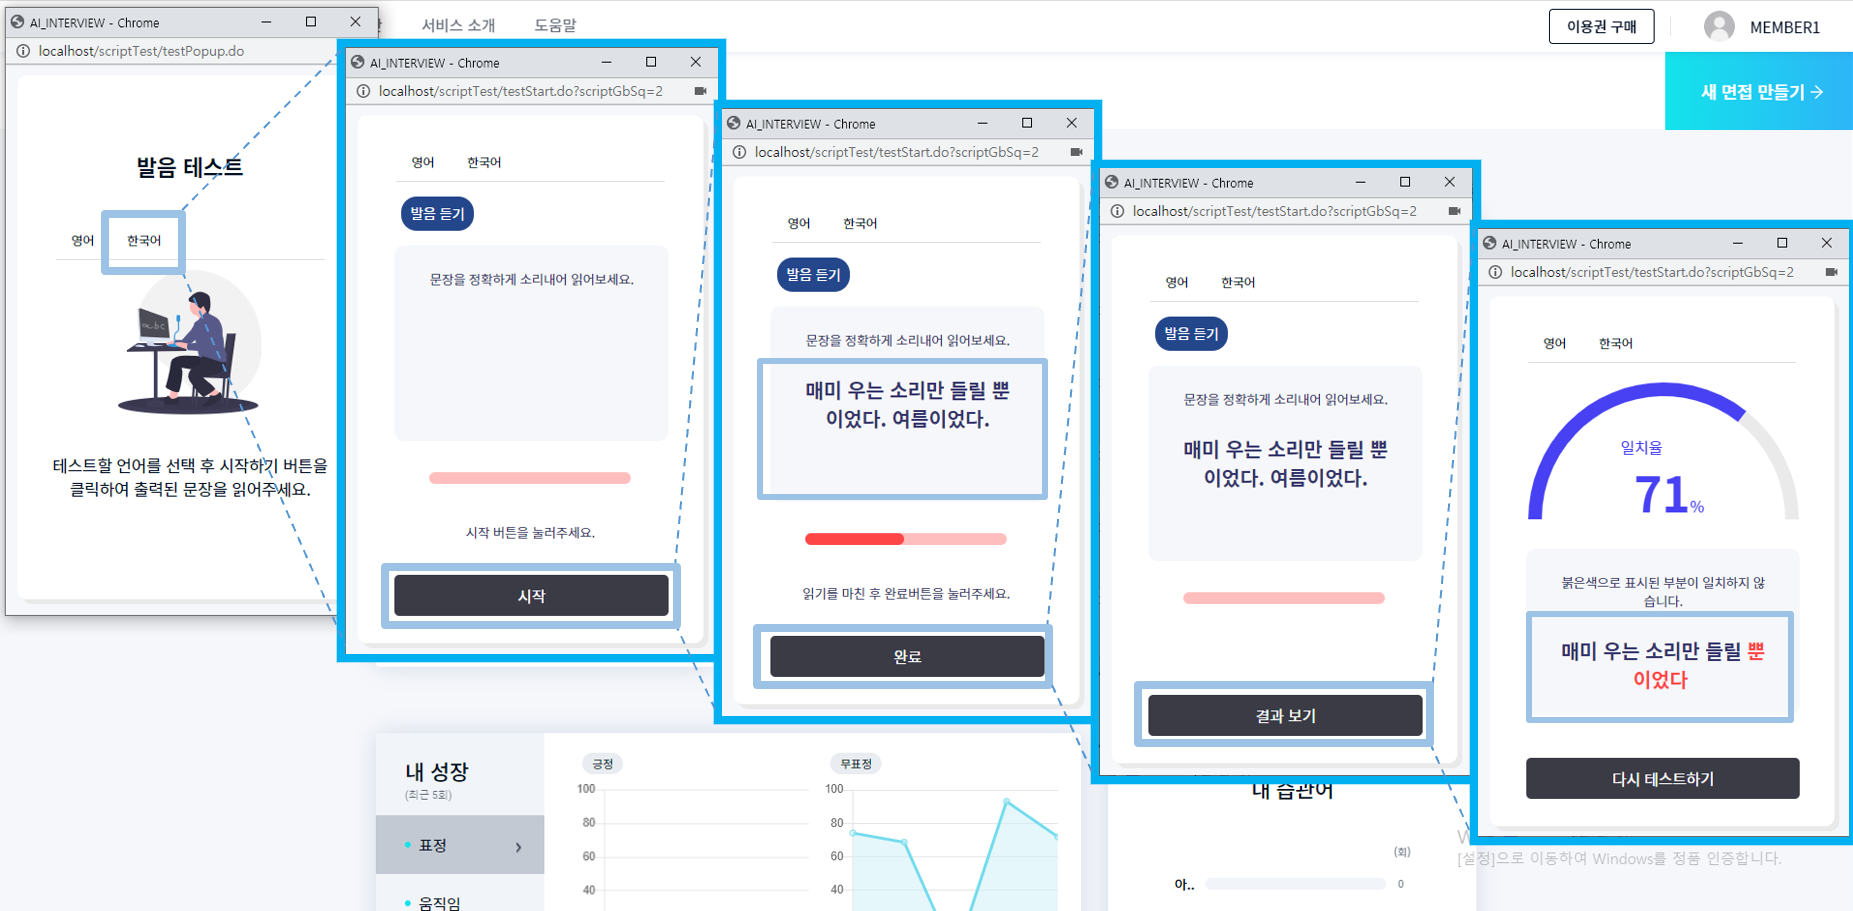 서비스 소개
도움말
이용권 구매
MEMBER1
새 면접 만들기 →
AI_INTERVIEW - Chrome
localhost/scriptTest/testPopup.do
발음 테스트
영어
한국어
a.b.c
테스트할 언어를 선택 후 시작하기 버튼을
클릭하여 출력된 문장을 읽어주세요.
AI_INTERVIEW - Chrome
localhost/scriptTest/testStart.do?scriptGbSq=2
영어
한국어
발음 듣기
문장을 정확하게 소리내어 읽어보세요.
시작 버튼을 눌러주세요.
시작
AI_INTERVIEW - Chrome
localhost/scriptTest/testStart.do?scriptGbSq=2
영어
한국어
발음 듣기
문장을 정확하게 소리내어 읽어보세요.
매미 우는 소리만 들릴 뿐
이었다. 여름이었다.
읽기를 마친 후 완료버튼을 눌러주세요.
완료
AI_INTERVIEW - Chrome
localhost/scriptTest/testStart.do?scriptGbSq=2
영어
한국어
발음 듣기
문장을 정확하게 소리내어 읽어보세요.
매미 우는 소리만 들릴 뿐
이었다. 여름이었다.
결과 보기
AI_INTERVIEW - Chrome
localhost/scriptTest/testStart.do?scriptGbSq=2
영어
한국어
일치율
71%
붉은색으로 표시된 부분이 일치하지 않
습니다.
매미 우는 소리만 들릴 뿐
이었다
다시 테스트하기
내 성장
(최근 5회)
표정
움직임
긍정
100
80
60
40
무표정
100
80
60
40
내 습관어
(회)
아..
0
[설정]으로 이동하여 Windows를 정품 인증합니다.